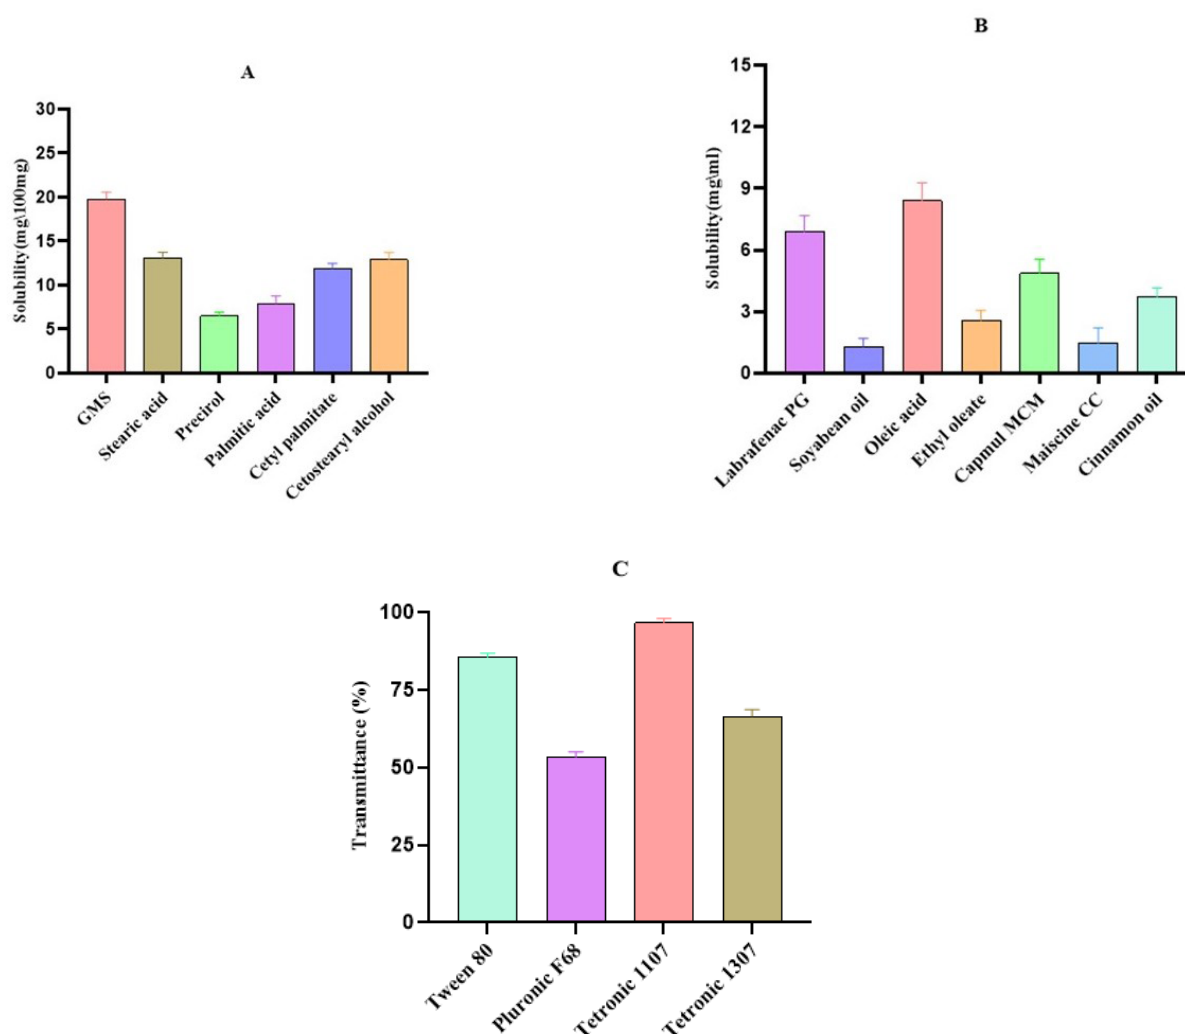 A
Solubility(mg\100mg)
30
25
20
15
10
5
0
GMS
Stearic acid
Precirol
Palmitic acid
Cetyl palmitate
Cetostearyl alcohol
B
Solubility(mg\ml)
15
12
9
6
3
0
Labrafenac PG
Soyabean oil
Oleic acid
Ethyl oleate
Capmul MCM
Maiscine CC
Cinnamon oil
C
Transmittance (%)
100
75
50
25
0
Tween 80
Pluronic F68
Tetronic 1107
Tetronic 1307